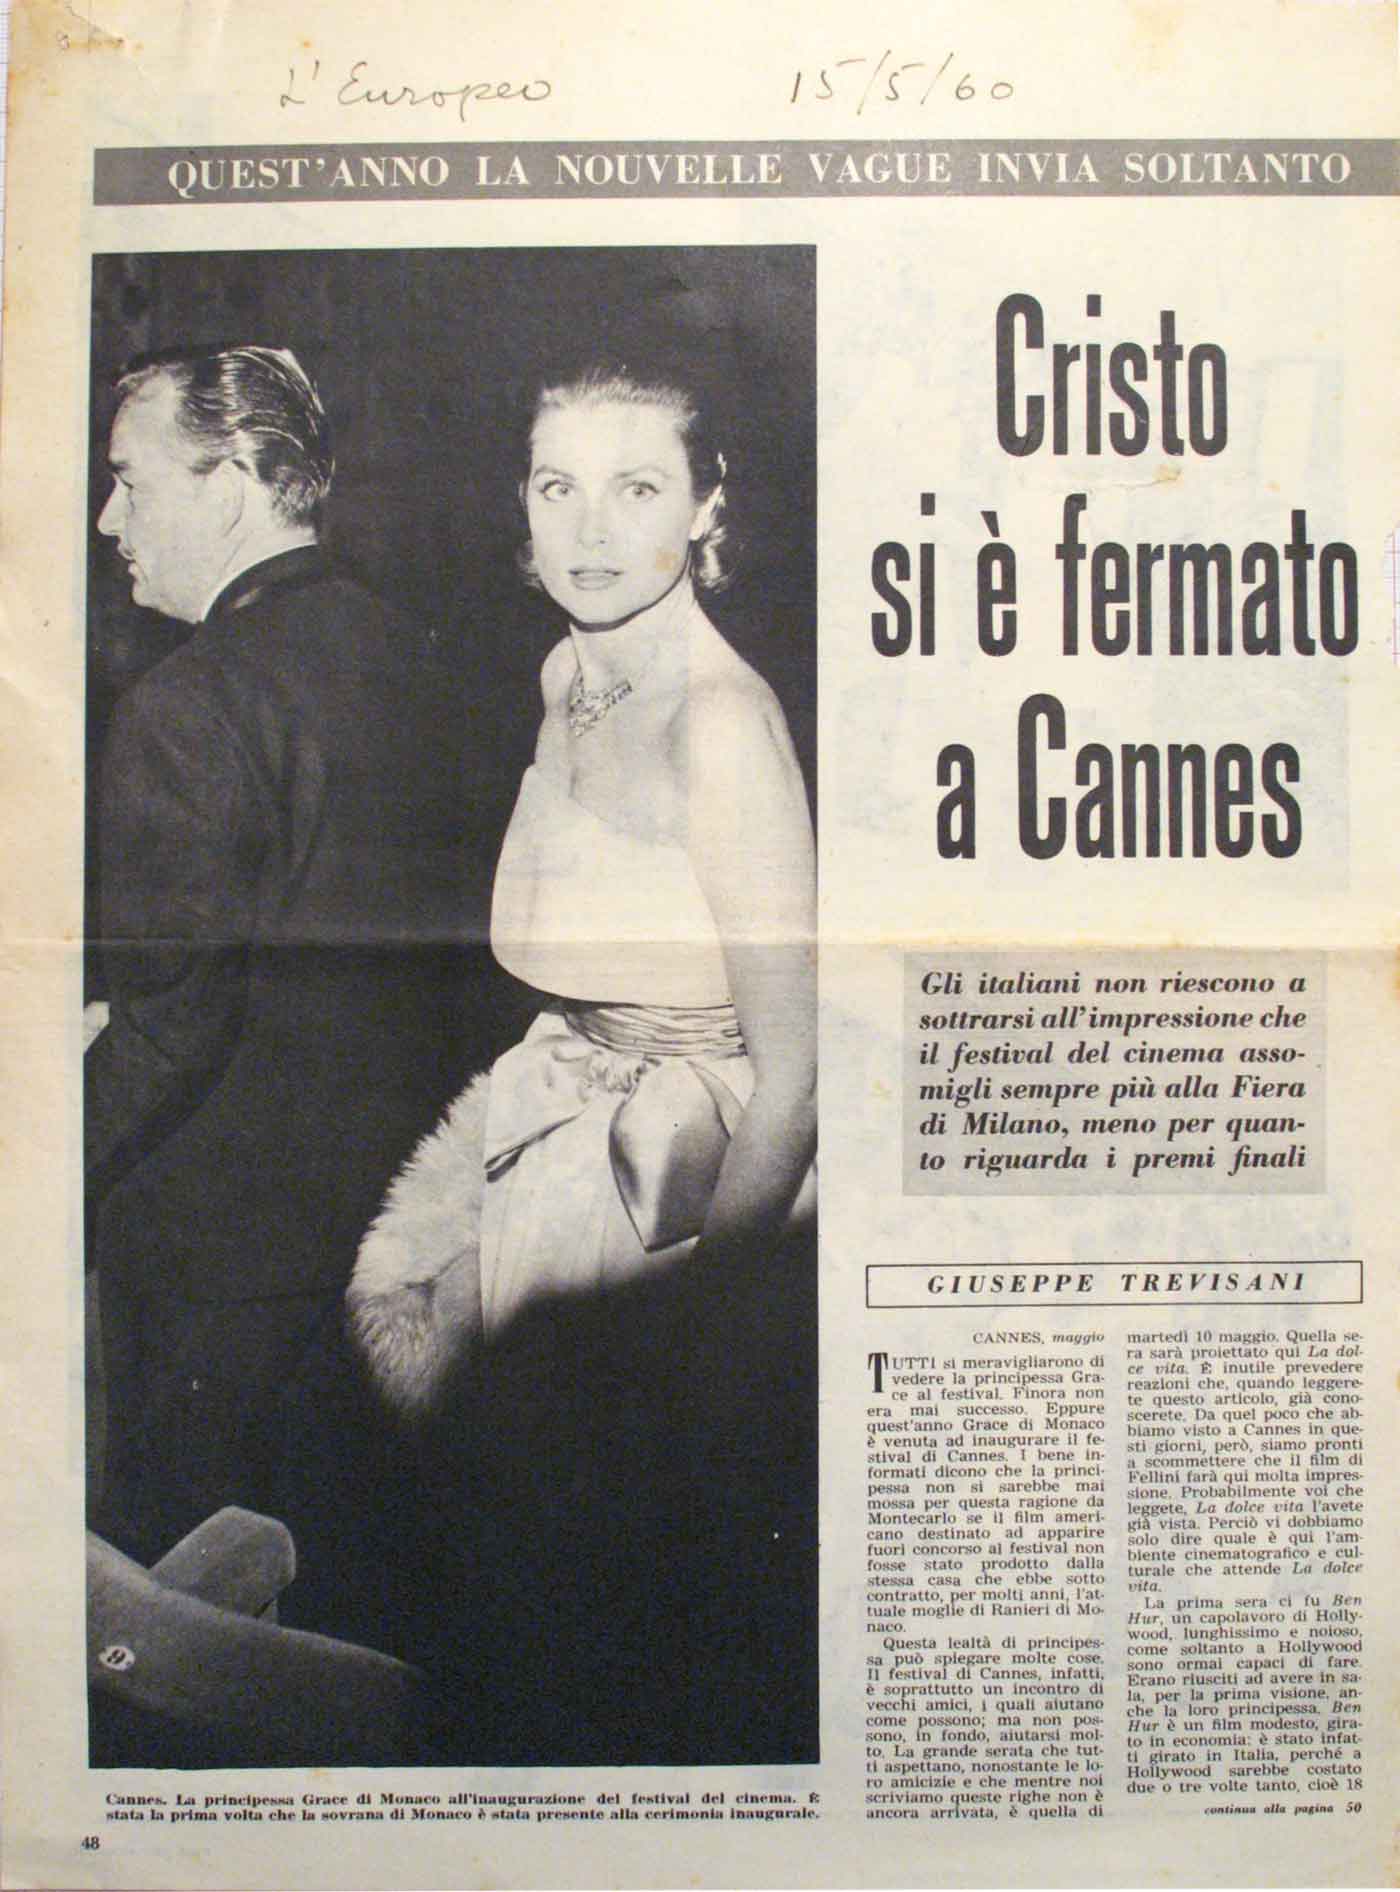 L'Europeo 15/5/60
QUEST'ANNO LA NOUVELLE VAGUE INVIA SOLTANTO
Cristo
si è fermato
a Cannes
Gli italiani non riescono a
sottrarsi all'impressione che
il festival del cinema asso-
migli sempre più alla Fiera
di Milano, meno per quan-
to riguarda i premi finali
GIUSEPPE TREVISANI
CANNES, maggio
TUTTI si meravigliarono di
vedere la principessa Gra-
ce al festival. Finora non
era mai successo. Eppure
quest'anno Grace di Monaco
è venuta ad inaugurare il fe-
stival di Cannes. I bene in-
formati dicono che la princi-
pessa non si sarebbe mai
mossa per questa ragione da
Montecarlo se il film ameri-
cano destinato ad apparire
fuori concorso al festival non
fosse stato prodotto dalla
stessa casa che ebbe sotto
contratto, per molti anni, l'at-
tuale moglie di Ranieri di Mo-
naco.
Questa lealtà di principes-
sa può spiegare molte cose.
Il festival di Cannes, infatti,
è soprattutto un incontro di
vecchi amici, i quali aiutano
come possono; ma non pos-
sono, in fondo, aiutarsi mol-
to. La grande serata che tut-
ti aspettano, nonostante le lo-
ro amicizie e che mentre noi
scriviamo queste righe non è
ancora arrivata, è quella di
martedì 10 maggio. Quella se-
ra sarà proiettato qui La dol-
ce vita. È inutile prevedere
reazioni che, quando leggere-
te questo articolo, già cono-
scerete. Da quel poco che ab-
biamo visto a Cannes in que-
sti giorni, però, siamo pronti
a scommettere che il film di
Fellini farà qui molta impres-
sione. Probabilmente voi che
leggete, La dolce vita l'avete
già vista. Perciò vi dobbiamo
solo dire quale è qui l'am-
biente cinematografico e cul-
turale che attende La dolce
vita.
La prima sera ci fu Ben
Hur, un capolavoro di Holly-
wood, lunghissimo e noioso,
come soltanto a Hollywood
sono ormai capaci di fare.
Erano riusciti ad avere in sa-
la, per la prima visione, an-
che la loro principessa. Ben
Hur è un film modesto, gira-
to in economia: è stato infat-
ti girato in Italia, perché a
Hollywood sarebbe costato
due o tre volte tanto, cioè 18
continua alla pagina 50
9
Cannes. La principessa Grace di Monaco all'inaugurazione del festival del cinema. È
stata la prima volta che la sovrana di Monaco è stata presente alla cerimonia inaugurale.
48